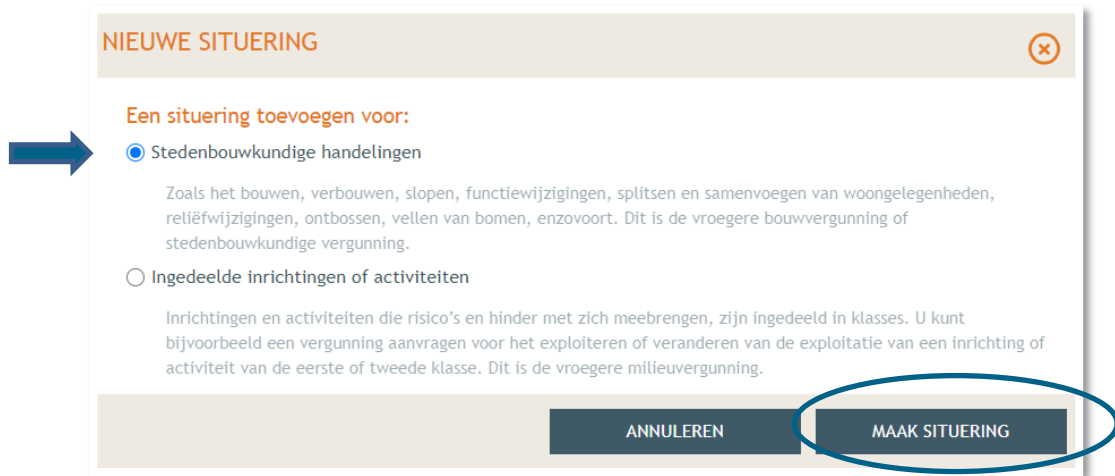 NIEUWE SITUERING
Een situering toevoegen voor:
Stedenbouwkundige handelingen
Zoals het bouwen, verbouwen, slopen, functiewijzigingen, splitsen en samenvoegen van woongelegenheden,
reliëfwijzigingen, ontbossen, vellen van bomen, enzovoort. Dit is de vroegere bouwvergunning of
stedenbouwkundige vergunning.
Ingedeelde inrichtingen of activiteiten
Inrichtingen en activiteiten die risico's en hinder met zich meebrengen, zijn ingedeeld in klasses. U kunt
bijvoorbeeld een vergunning aanvragen voor het exploiteren of veranderen van de exploitatie van een inrichting of
activiteit van de eerste of tweede klasse. Dit is de vroegere milieuvergunning.
ANNULEREN
MAAK SITUERING